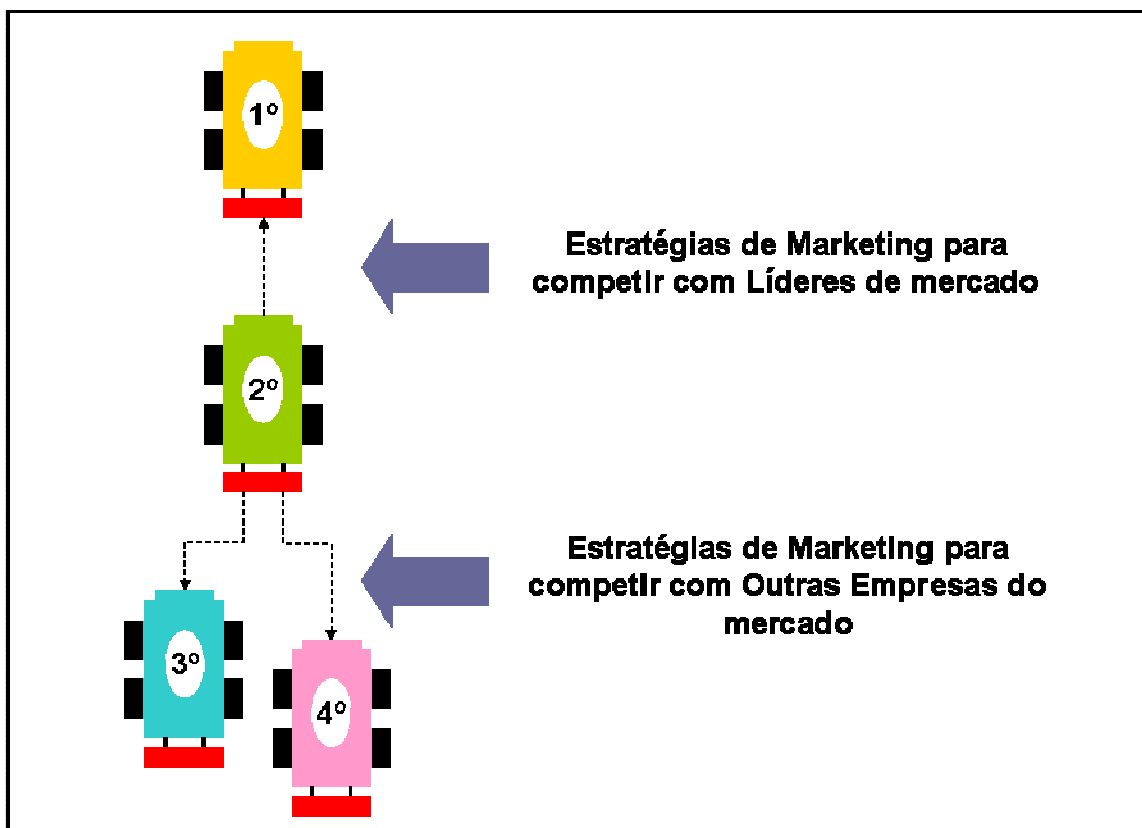 1º
Estratégias de Marketing para
competir com Líderes de mercado
2º
Estratégias de Marketing para
competir com Outras Empresas do
mercado
3º
4º